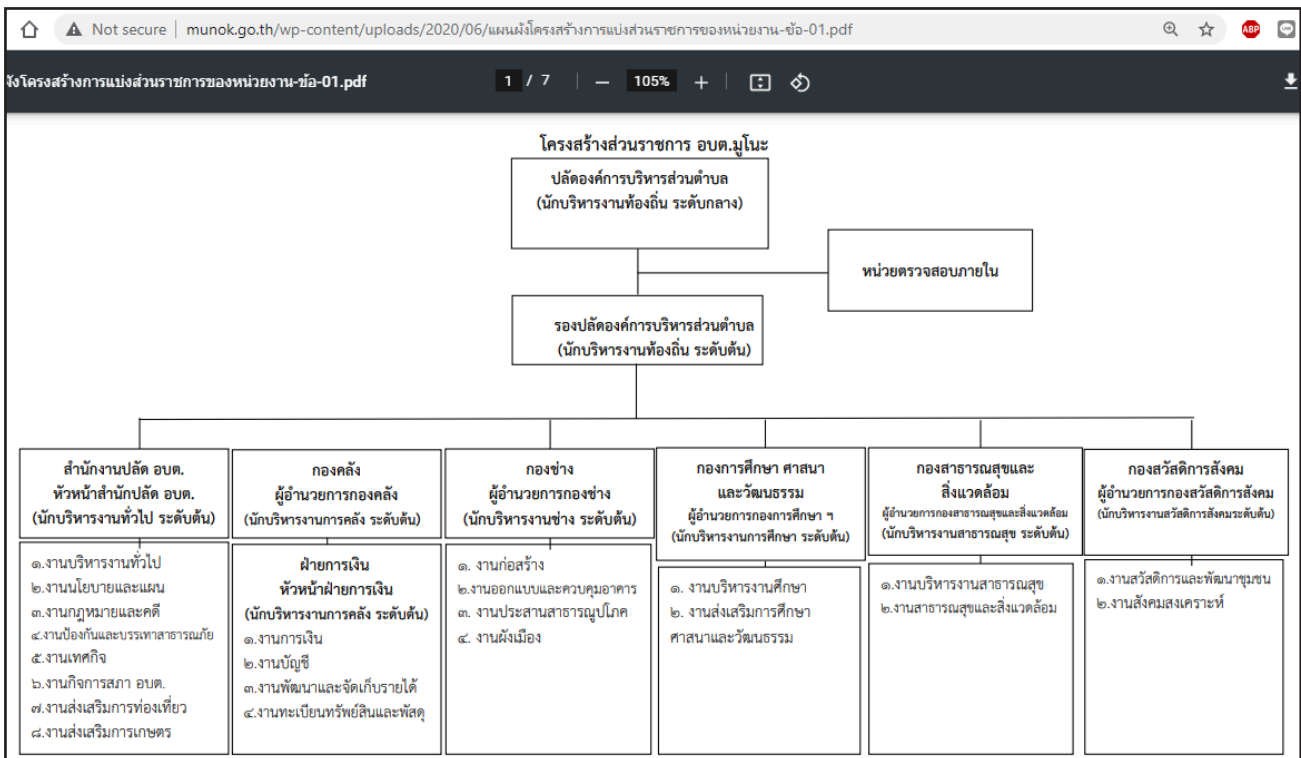 Not secure
munok.go.th/wp-content/uploads/2020/06/แผนผังโครงสร้างการแบ่งส่วนราชการของหน่วยงาน-ข้อ-01.pdf
ABP
ังโครงสร้างการแบ่งส่วนราชการของหน่วยงาน-ข้อ-01.pdf
1 / 7
105%
โครงสร้างส่วนราชการ อบต.มูโนะ
ปลัดองค์การบริหารส่วนตำบล
(นักบริหารงานท้องถิ่น ระดับกลาง)
หน่วยตรวจสอบภายใน
รองปลัดองค์การบริหารส่วนตำบล
(นักบริหารงานท้องถิ่น ระดับต้น)
สำนักงานปลัด อบต.
หัวหน้าสำนักปลัด อบต.
(นักบริหารงานทั่วไป ระดับต้น)
๑.งานบริหารงานทั่วไป
๒.งานนโยบายและแผน
๓.งานกฎหมายและคดี
๔.งานป้องกันและบรรเทาสาธารณภัย
๕.งานเทศกิจ
๖.งานกิจการสภา อบต.
๗.งานส่งเสริมการท่องเที่ยว
๘.งานส่งเสริมการเกษตร
กองคลัง
ผู้อำนวยการกองคลัง
(นักบริหารงานการคลัง ระดับต้น)
ฝ่ายการเงิน
หัวหน้าฝ่ายการเงิน
(นักบริหารงานการคลัง ระดับต้น)
๑.งานการเงิน
๒.งานบัญชี
๓.งานพัฒนาและจัดเก็บรายได้
๔.งานทะเบียนทรัพย์สินและพัสดุ
กองช่าง
ผู้อำนวยการกองช่าง
(นักบริหารงานช่าง ระดับต้น)
๑. งานก่อสร้าง
๒.งานออกแบบและควบคุมอาคาร
๓. งานประสานสาธารณูปโภค
๔. งานผังเมือง
กองการศึกษา ศาสนา
และวัฒนธรรม
ผู้อำนวยการกองการศึกษา ฯ
(นักบริหารงานการศึกษา ระดับต้น)
๑. งานบริหารงานศึกษา
๒. งานส่งเสริมการศึกษา
ศาสนาและวัฒนธรรม
กองสาธารณสุขและ
สิ่งแวดล้อม
ผู้อำนวยการกองสาธารณสุขและสิ่งแวดล้อม
(นักบริหารงานสาธารณสุข ระดับต้น)
๑.งานบริหารงานสาธารณสุข
๒.งานสาธารณสุขและสิ่งแวดล้อม
กองสวัสดิการสังคม
ผู้อำนวยการกองสวัสดิการสังคม
(นักบริหารงานสวัสดิการสังคมระดับต้น)
๑.งานสวัสดิการและพัฒนาชุมชน
๒.งานสังคมสงเคราะห์